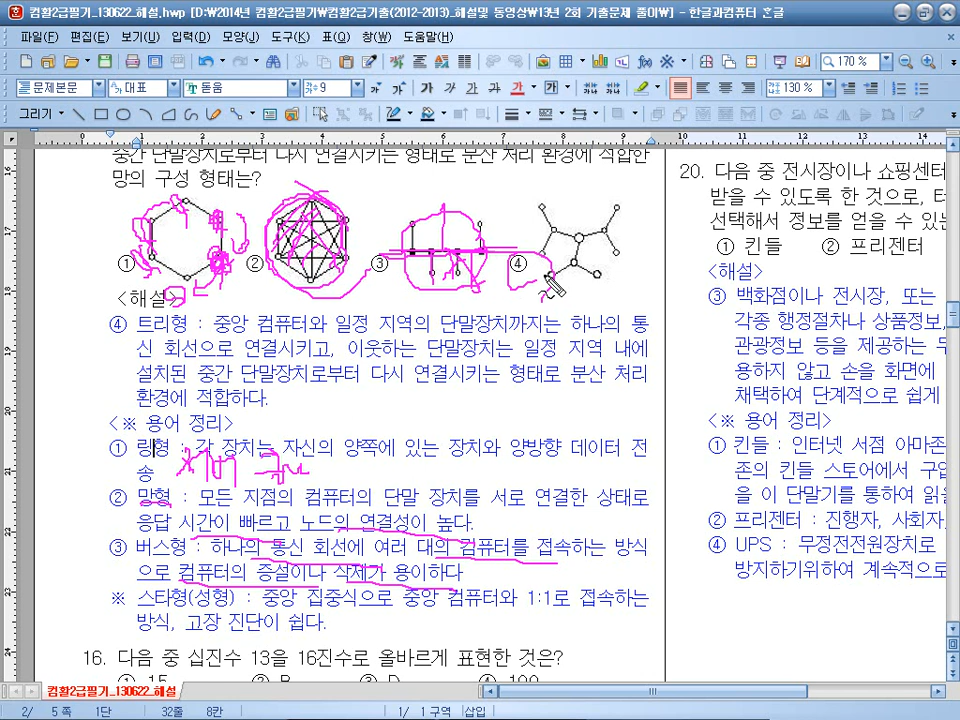 컴활2급필기_130622_해설.hwp [D:₩2014년 컴활2급필기₩컴활2급기출(2012-2013)_해설및 동영상₩13년 2회 기출문제 풀이₩] - 한글과컴퓨터 한글
파일(F) 편집(E) 보기(U) 입력(D) 모양(J) 도구(K) 표(Q) 창(W) 도움말(H)
170 %
문제본문 대표 돋움 9 가 가 가 가 가 가 130 %
그리기
0 1 2 3 4 5 6 7 8 9 10 11 12 13 14
중간 단말장치로부터 다시 연결시키는 형태로 분산 처리 환경에 적합한
망의 구성 형태는?
① ② ③ ④
<해설>
④ 트리형 : 중앙 컴퓨터와 일정 지역의 단말장치까지는 하나의 통
신 회선으로 연결시키고, 이웃하는 단말장치는 일정 지역 내에
설치된 중간 단말장치로부터 다시 연결시키는 형태로 분산 처리
환경에 적합하다.
<※ 용어 정리>
① 링형 : 각 장치는 자신의 양쪽에 있는 장치와 양방향 데이터 전
송
② 망형 : 모든 지점의 컴퓨터의 단말 장치를 서로 연결한 상태로
응답 시간이 빠르고 노드의 연결성이 높다.
③ 버스형 : 하나의 통신 회선에 여러 대의 컴퓨터를 접속하는 방식
으로 컴퓨터의 증설이나 삭제가 용이하다
※ 스타형(성형) : 중앙 집중식으로 중앙 컴퓨터와 1:1로 접속하는
방식, 고장 진단이 쉽다.
16. 다음 중 십진수 13을 16진수로 올바르게 표현한 것은?
① 15 ② B ③ D ④ 100
20. 다음 중 전시장이나 쇼핑센터
받을 수 있도록 한 것으로, 터
선택해서 정보를 얻을 수 있는
① 킨들 ② 프리젠터
<해설>
③ 백화점이나 전시장, 또는
각종 행정절차나 상품정보,
관광정보 등을 제공하는 무
용하지 않고 손을 화면에
채택하여 단계적으로 쉽게
<※ 용어 정리>
① 킨들 : 인터넷 서점 아마존
존의 킨들 스토어에서 구입
을 이 단말기를 통하여 읽을
② 프리젠터 : 진행자, 사회자
④ UPS : 무정전전원장치로
방지하기위하여 계속적으로
컴활2급필기_130622_해설
2/ 5 쪽 1단 32줄 8칸 1/ 1 구역 삽입